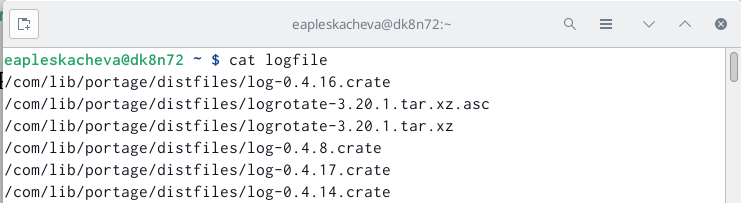 eapleskacheva@dk8n72:~
eapleskacheva@dk8n72 ~ $ cat logfile
/com/lib/portage/distfiles/log-0.4.16.crate
/com/lib/portage/distfiles/logrotate-3.20.1.tar.xz.asc
/com/lib/portage/distfiles/logrotate-3.20.1.tar.xz
/com/lib/portage/distfiles/log-0.4.8.crate
/com/lib/portage/distfiles/log-0.4.17.crate
/com/lib/portage/distfiles/log-0.4.14.crate